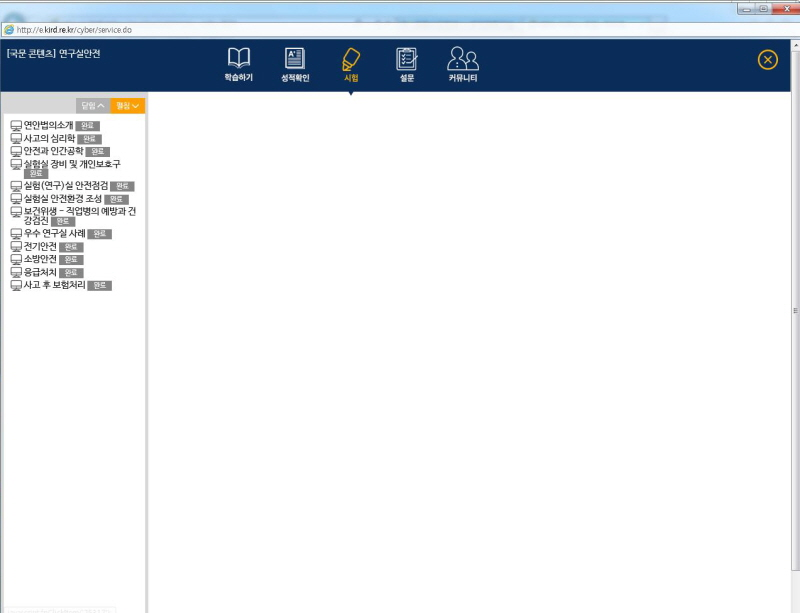 http://e.kird.re.kr/cyber/service.do
[국문 콘텐츠] 연구실안전
학습하기
성적확인
시험
설문
커뮤니티
닫힘
펼침
연안법의소개 완료
사고의 심리학 완료
안전과 인간공학 완료
실험실 장비 및 개인보호구
완료
실험(연구)실 안전점검 완료
실험실 안전환경 조성 완료
보건위생 - 직업병의 예방과 건
강검진 완료
우수 연구실 사례 완료
전기안전 완료
소방안전 완료
응급처치 완료
사고 후 보험처리 완료